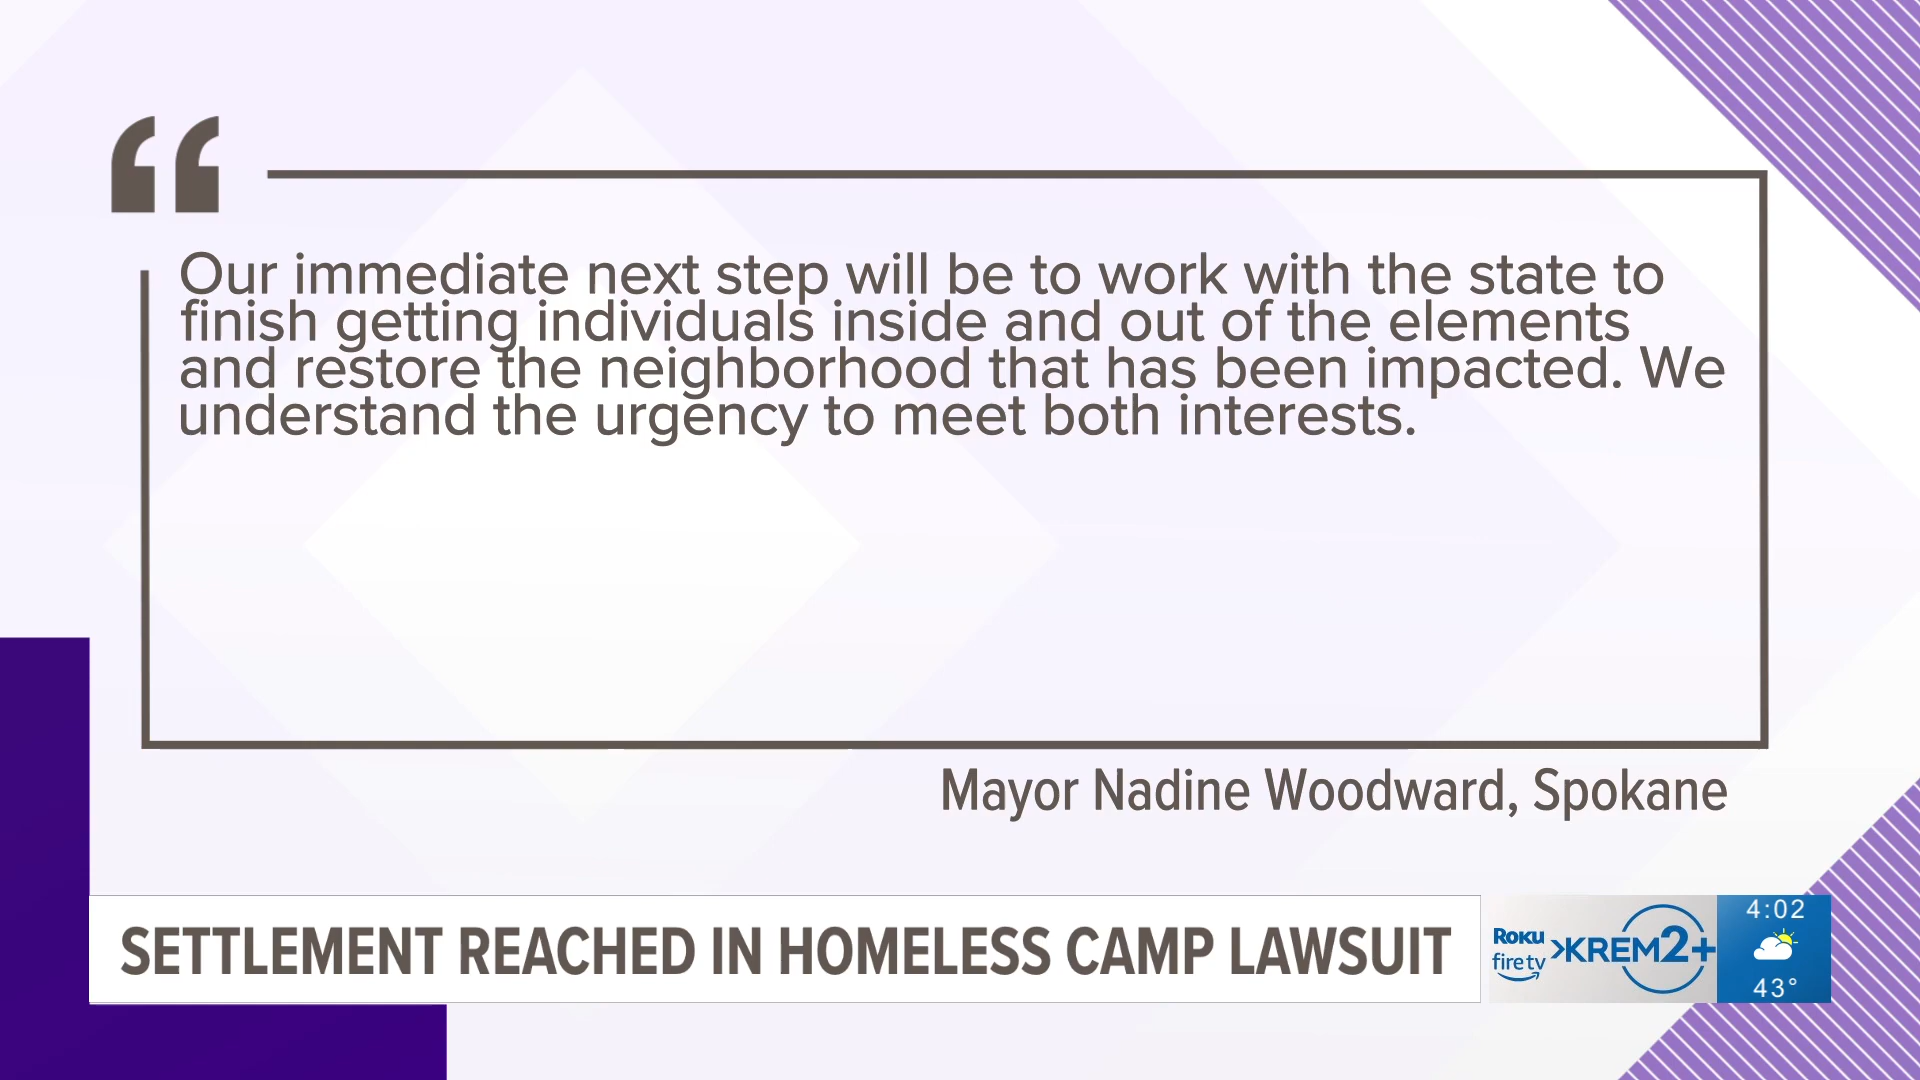 “
Our immediate next step will be to work with the state to
finish getting individuals inside and out of the elements
and restore the neighborhood that has been impacted. We
understand the urgency to meet both interests.
Mayor Nadine Woodward, Spokane
SETTLEMENT REACHED IN HOMELESS CAMP LAWSUIT
Roku
fire tv
KREM2+
4:02
43°